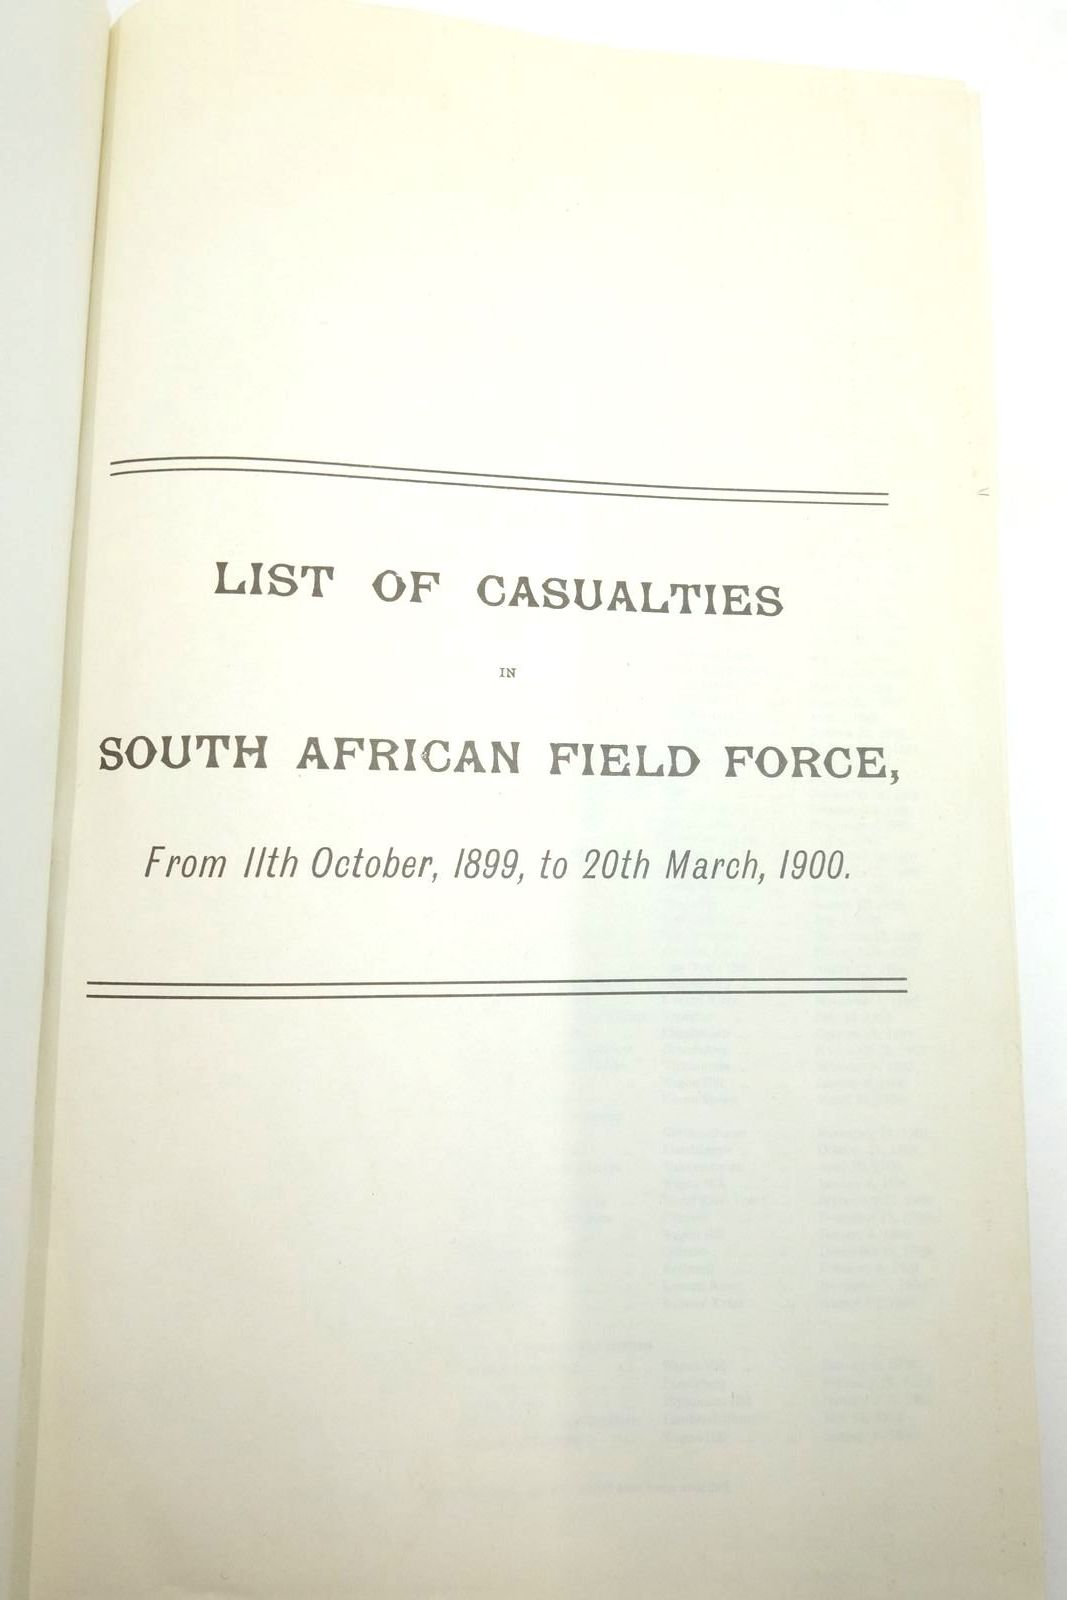 LIST OF CASUALTIES
IN
SOUTH AFRICAN FIELD FORCE,
From 11th October, 1899, to 20th March, 1900.